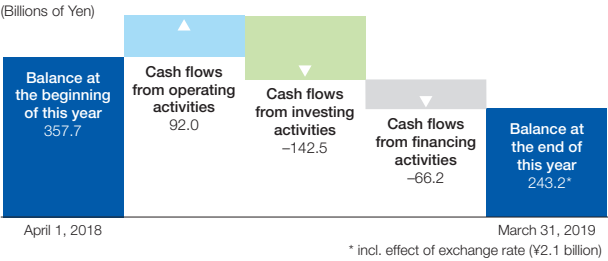 (Billions of Yen)
Balance at
the beginning
of this year
357.7
Cash flows
from operating
activities
92.0
Cash flows
from investing
activities
–142.5
Cash flows
from financing
activities
–66.2
Balance at
the end of
this year
243.2*
April 1, 2018
March 31, 2019
* incl. effect of exchange rate (¥2.1 billion)